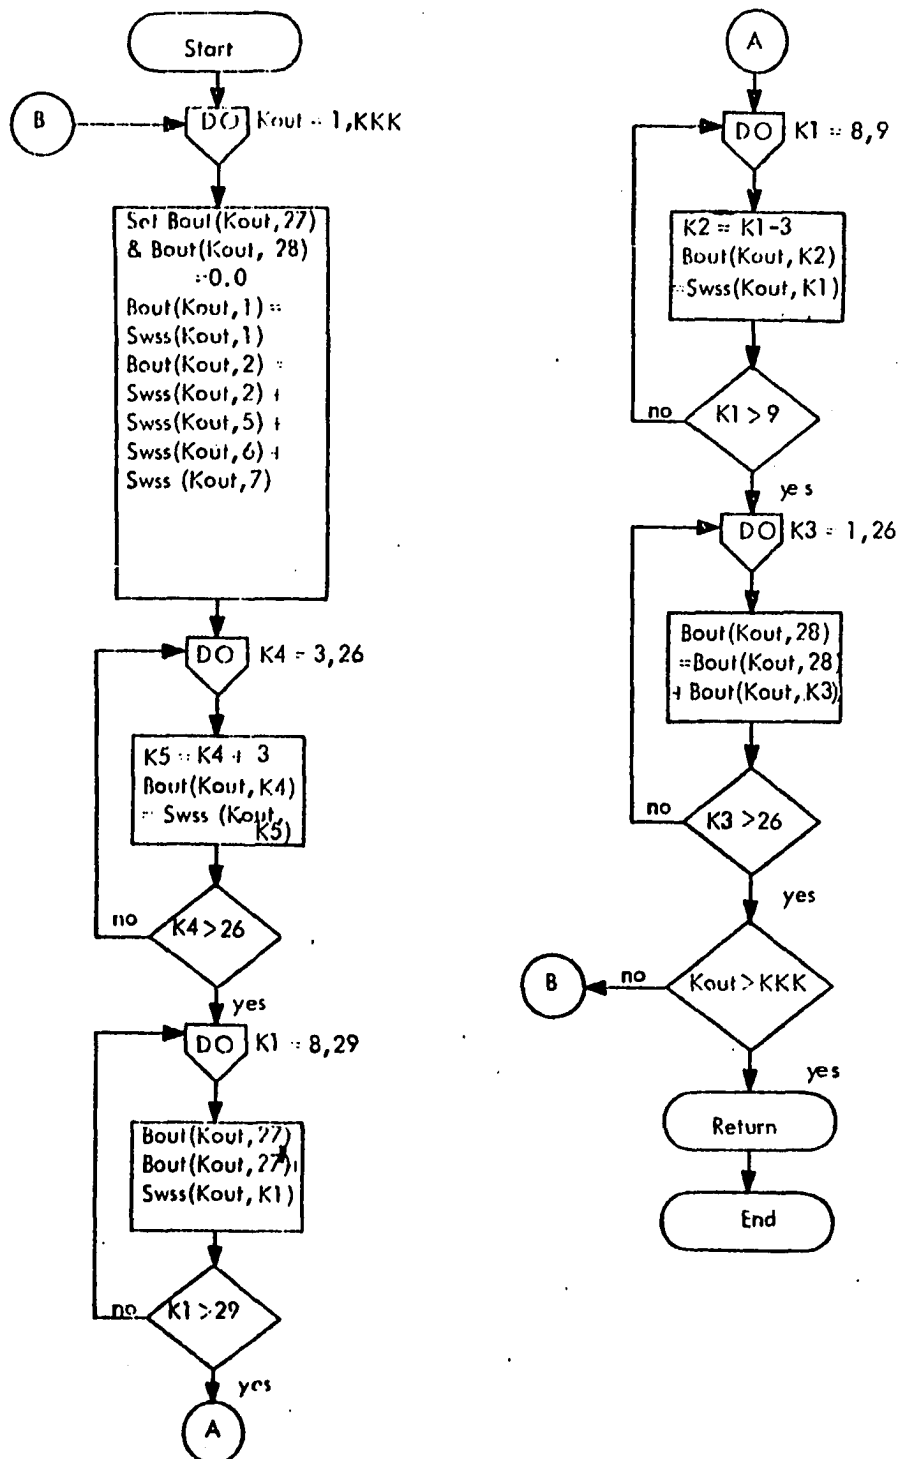 Start
B
DO Kout = 1,KKK
Set Bout(Kout,27)
& Bout(Kout, 28)
=0.0
Bout(Kout,1) =
Swss(Kout,1)
Bout(Kout,2) =
Swss(Kout,2) +
Swss(Kout,5) +
Swss(Kout,6) +
Swss (Kout,7)
DO K4 = 3,26
K5 = K4 + 3
Bout(Kout,K4)
= Swss (Kout,
K5)
K4>26
no
yes
DO K1 = 8,29
Bout(Kout,27)
Bout(Kout,27)+
Swss(Kout,K1)
K1>29
no
yes
A
A
DO K1 = 8,9
K2 = K1-3
Bout(Kout,K2)
=Swss(Kout,K1)
K1>9
no
yes
DO K3 = 1,26
Bout(Kout,28)
=Bout(Kout,28)
+ Bout(Kout,K3)
K3>26
no
yes
Kout>KKK
no
B
yes
Return
End